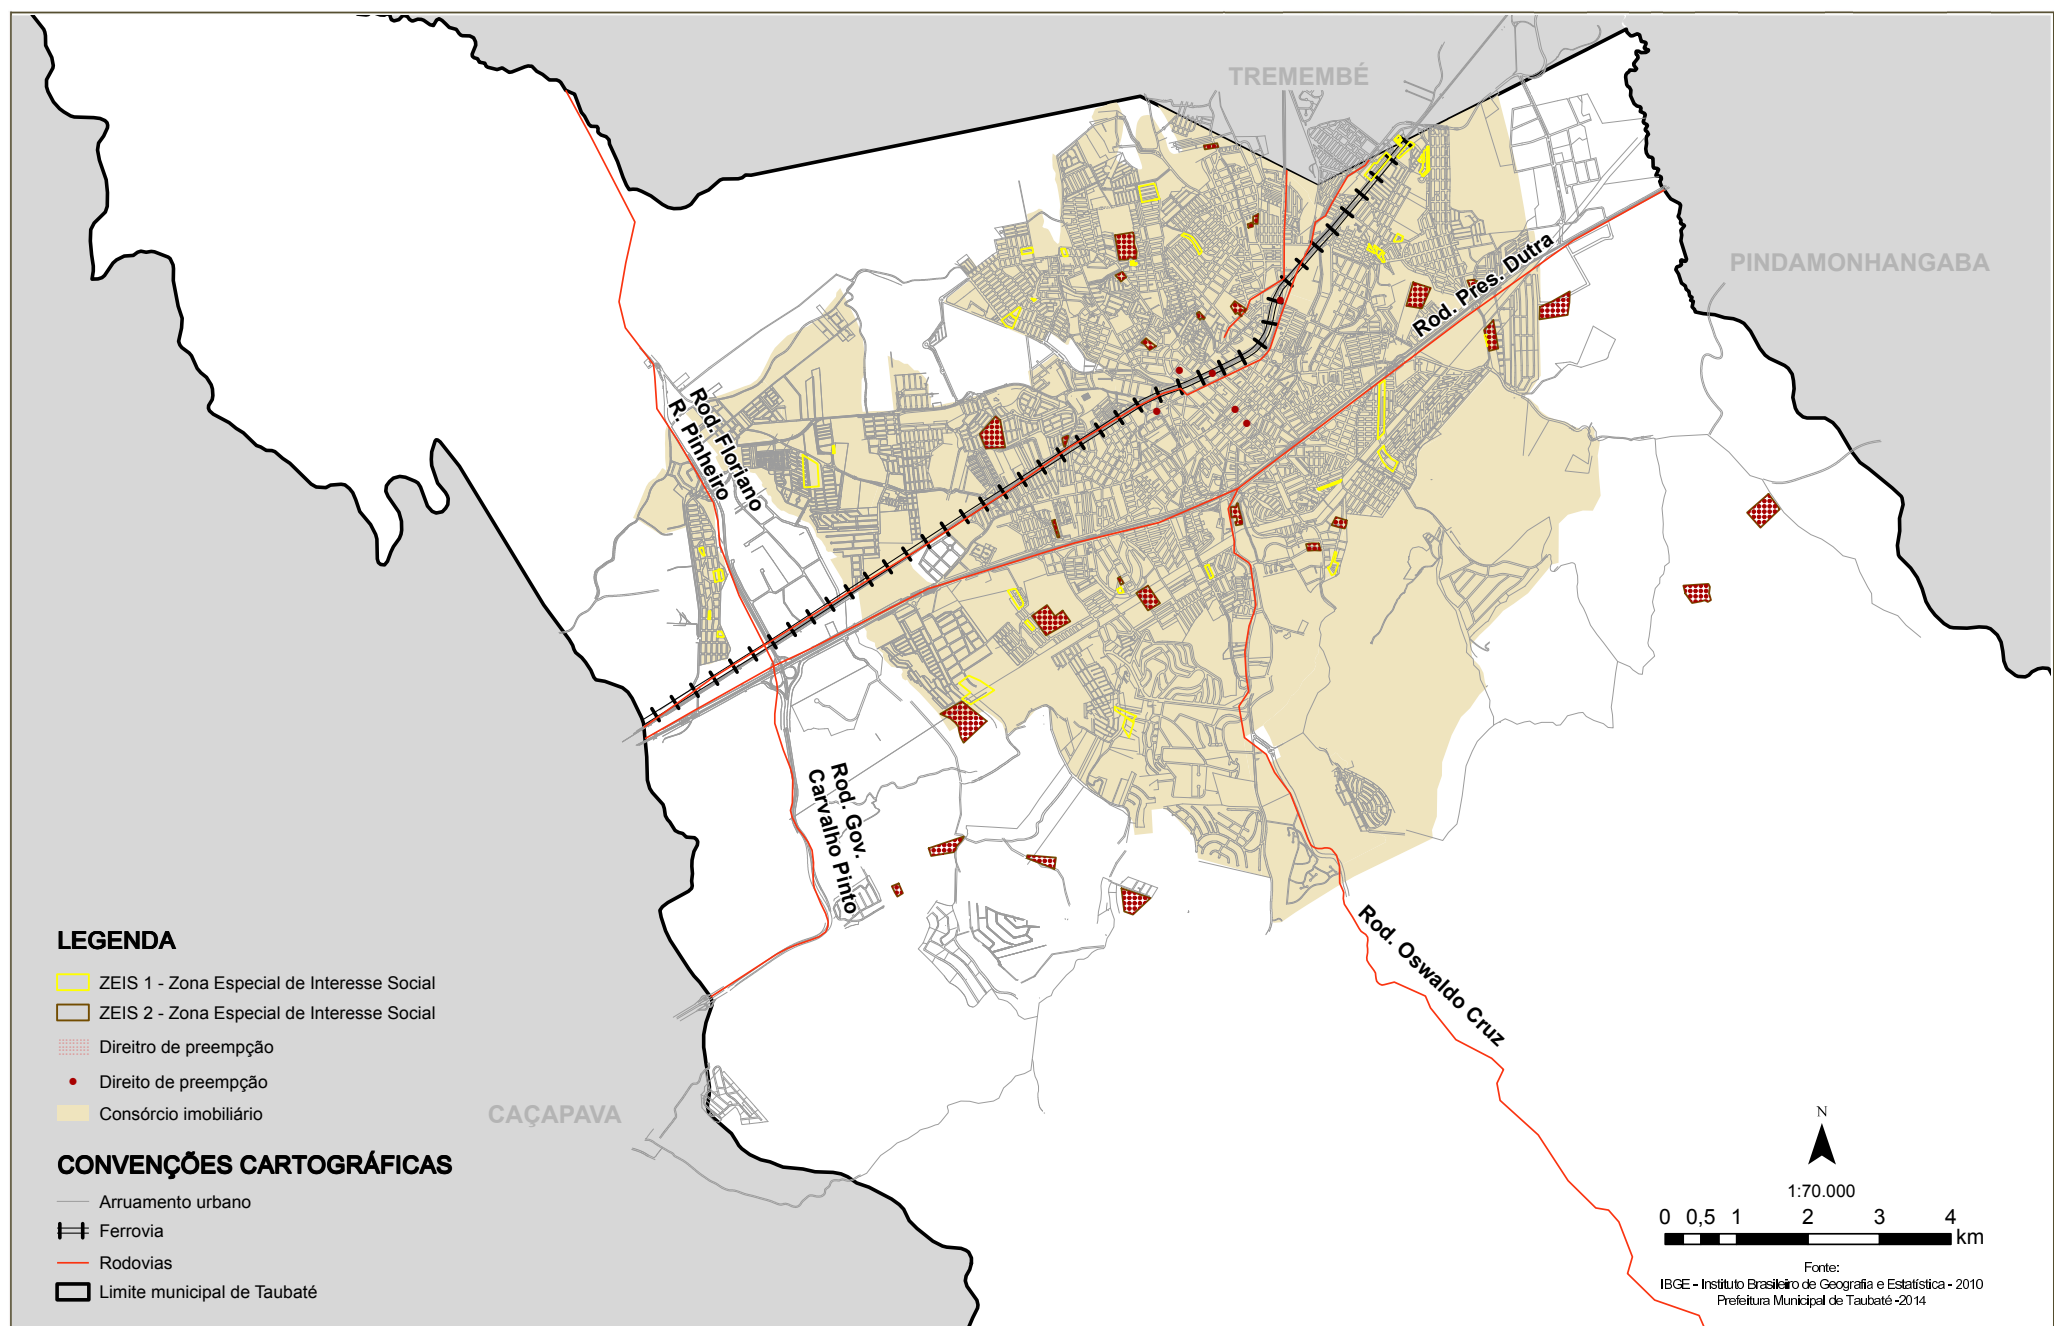 TREMEMBÉ
PINDAMONHANGABA
Rod. Pres. Dutra
Rod. Floriano
R. Pinheiro
Rod. Gov.
Carvalho Pinto
Rod. Oswaldo Cruz
CAÇAPAVA
LEGENDA
ZEIS 1 - Zona Especial de Interesse Social
ZEIS 2 - Zona Especial de Interesse Social
Direitro de preempção
Direito de preempção
Consórcio imobiliário
CONVENÇÕES CARTOGRÁFICAS
Arruamento urbano
Ferrovia
Rodovias
Limite municipal de Taubaté
N
1:70.000
0 0,5 1 2 3 4
km
Fonte:
IBGE - Instituto Brasileiro de Geografia e Estatística - 2010
Prefeitura Municipal de Taubaté -2014